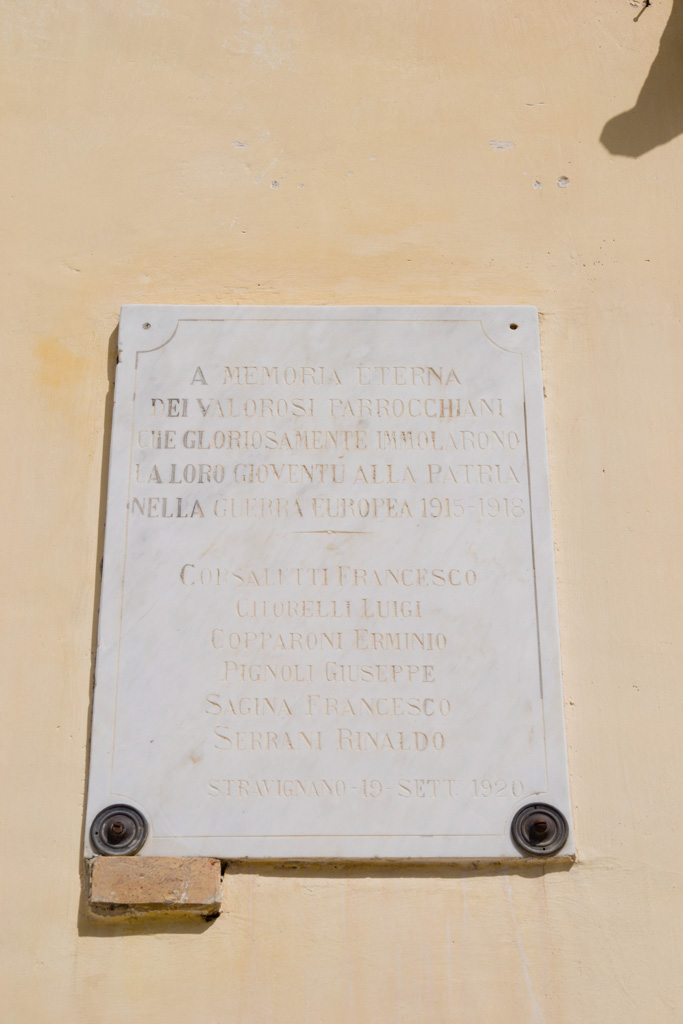 A MEMORIA ETERNA
DEI VALOROSI PARROCCHIANI
CHE GLORIOSAMENTE IMMOLARONO
LA LORO GIOVENTÙ ALLA PATRIA
NELLA GUERRA EUROPEA 1915-1918
CORSALETTI FRANCESCO
CITORELLI LUIGI
COPPARONI ERMINIO
PIGNOLI GIUSEPPE
SAGINA FRANCESCO
SERRANI RINALDO
STRAVIGNANO-19-SETT. 1920